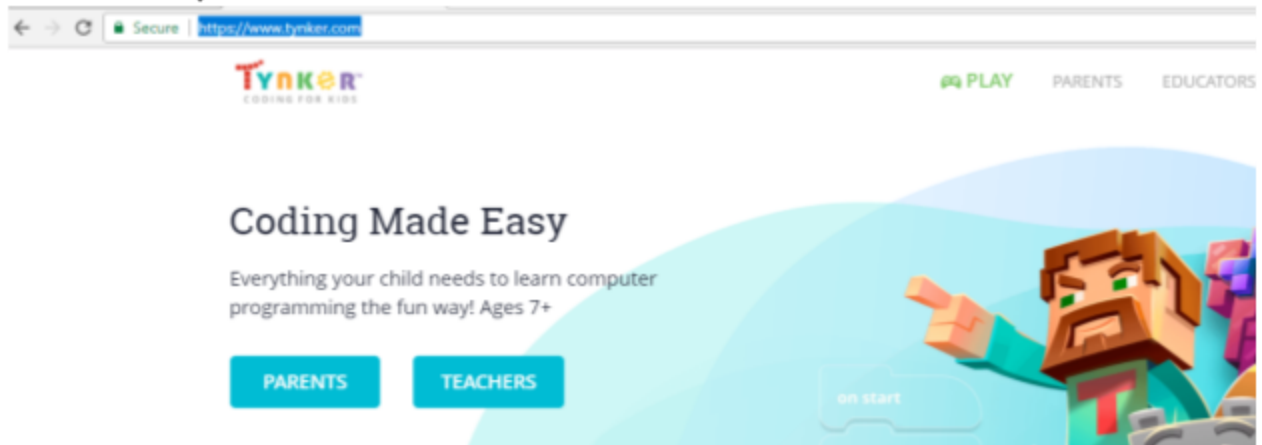 Secure | https://www.tynker.com
TYNKER
CODING FOR KIDS
PLAY PARENTS EDUCATORS
Coding Made Easy
Everything your child needs to learn computer
programming the fun way! Ages 7+
PARENTS TEACHERS
on start